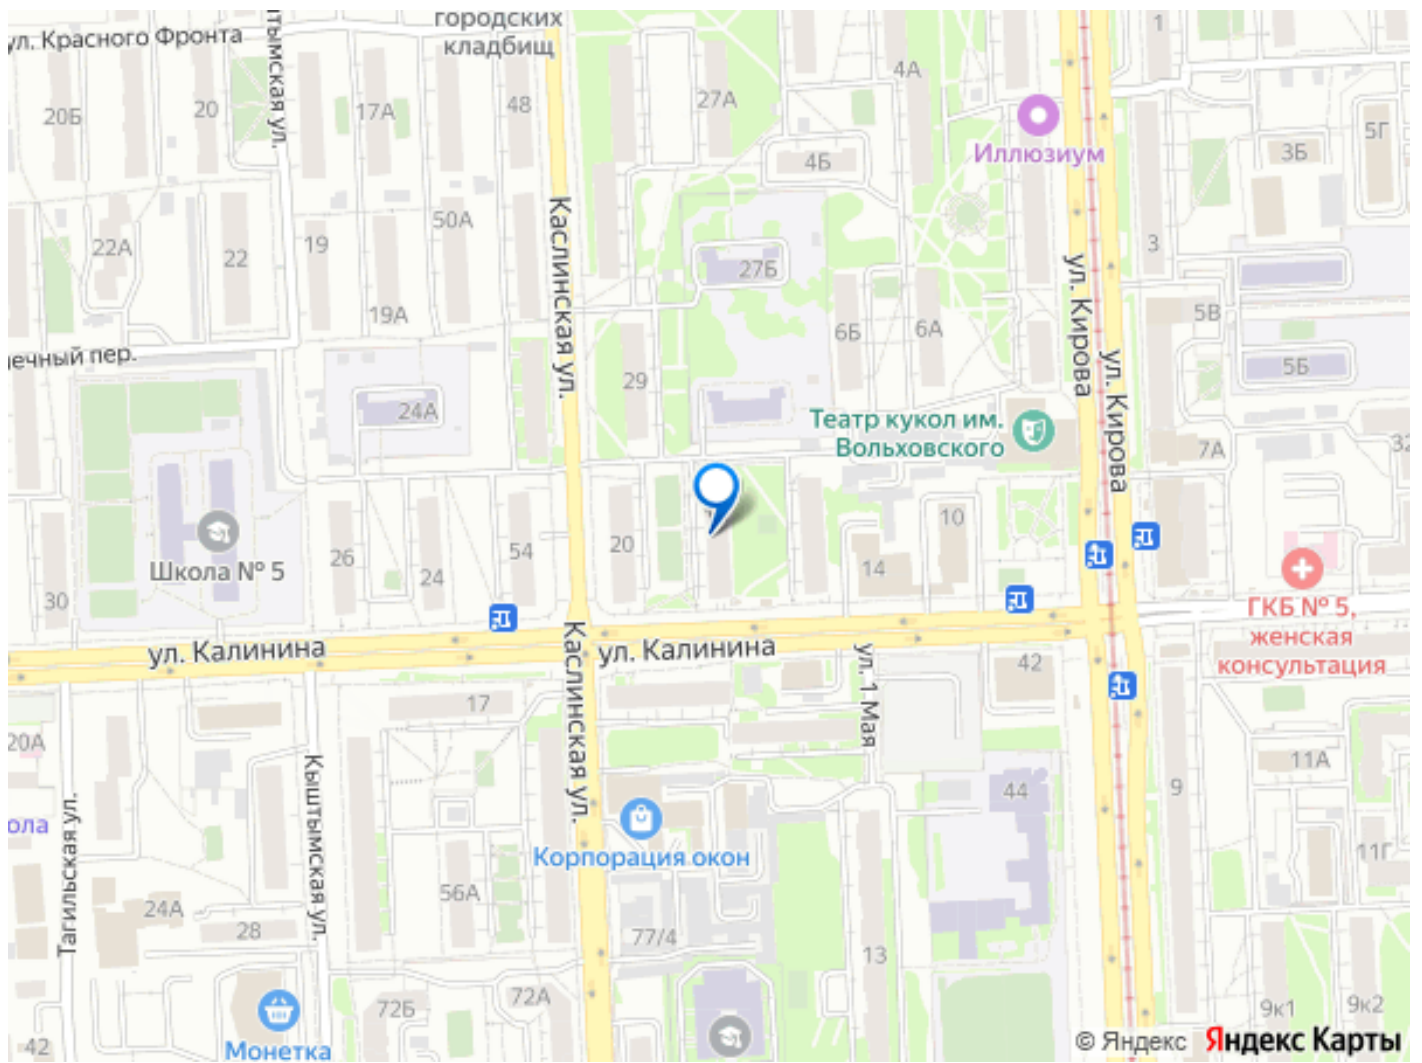 городских
кладбищ
ул. Красного Фронта
1
4А
27А
48
17А
20
20Б
5Г
3Б
4Б
Иллюзиум
50А
Каслинская ул.
22А
22
19
3
ул. Кирова
27Б
19А
6Б
6А
5В
ул. Кирова
ечный пер.
5Б
29
24А
Театр кукол им.
Вольховского
7А
32
10
20
54
26
24
14
Школа № 5
30
ГКБ № 5,
женская
консультация
ул. Калинина
ул. Калинина
Каслинская ул.
ул. 1 Мая
42
17
20А
Кыштымская ул.
Тагильская ул.
44
11А
9
ола
Корпорация окон
11Г
56А
24А
28
77/4
13
72Б
72А
9к1
9к2
42
Монетка
© Яндекс Яндекс Карты